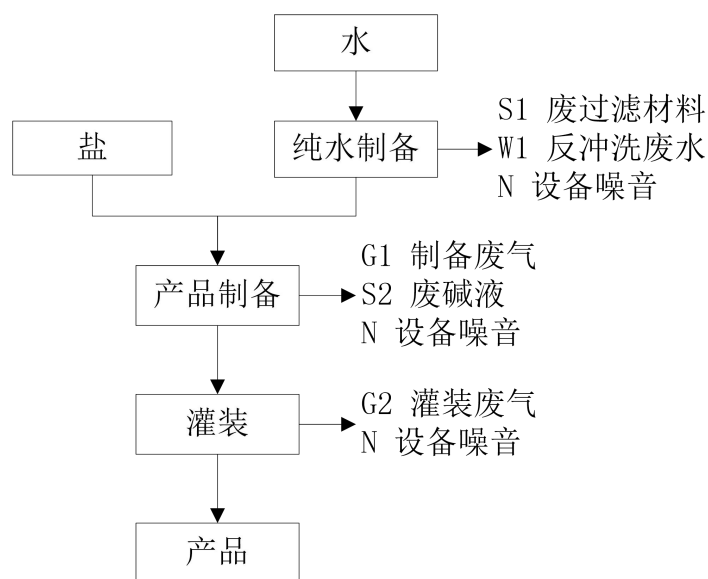 水
S1 废过滤材料
盐
纯水制备
W1 反冲洗废水
N 设备噪音
G1 制备废气
产品制备
S2 废碱液
N 设备噪音
灌装
G2 灌装废气
N 设备噪音
产品